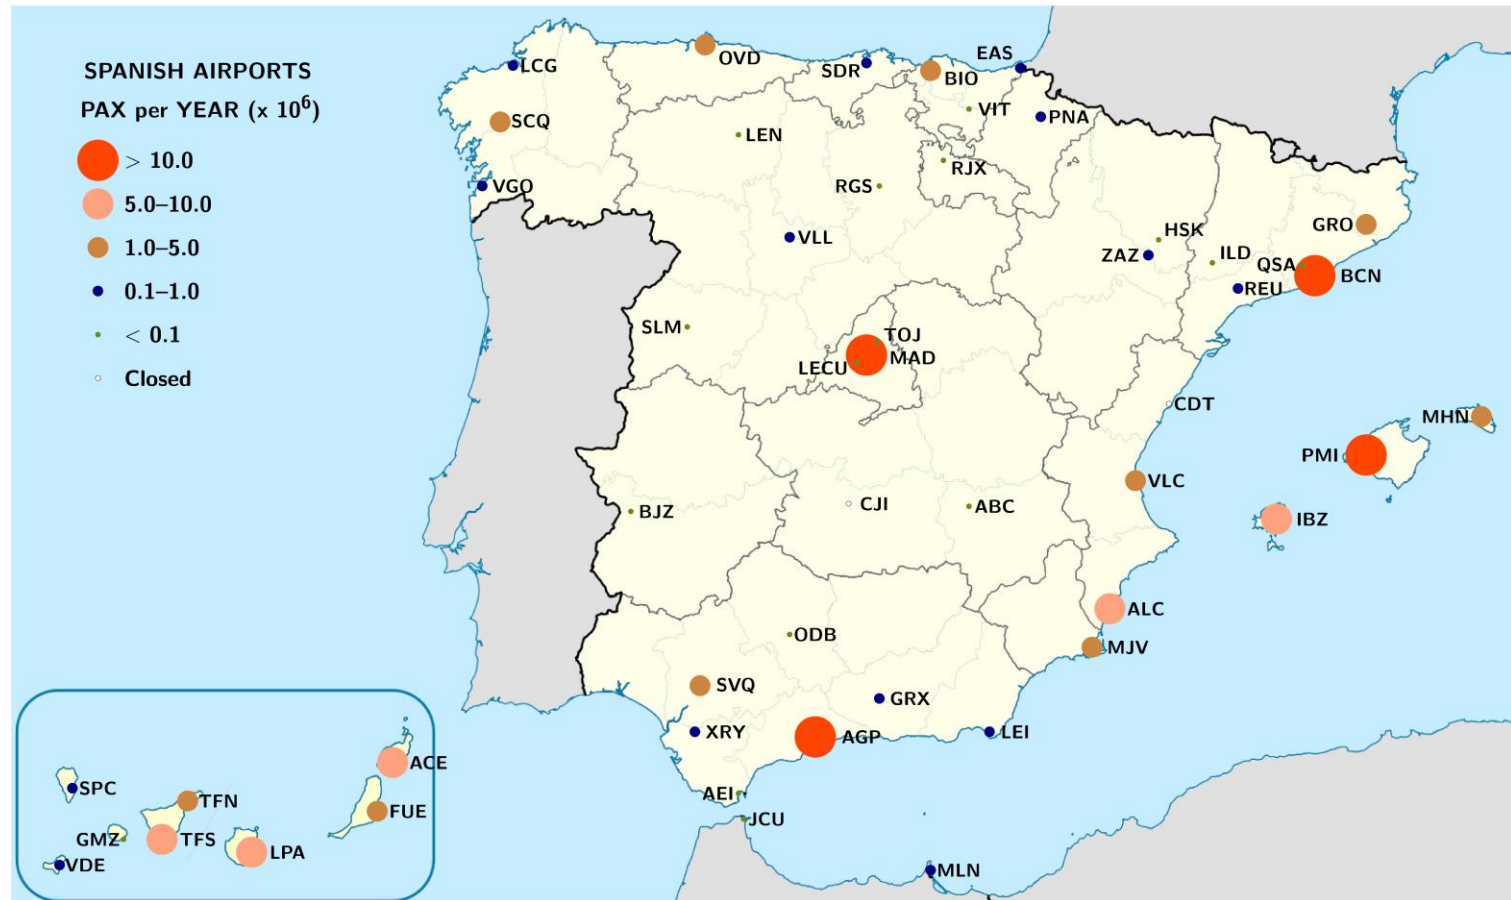 SPANISH AIRPORTS
PAX per YEAR (x 10⁶)
> 10.0
5.0–10.0
1.0–5.0
0.1–1.0
< 0.1
Closed
LCG
OVD
SDR
BIO
EAS
SCQ
LEN
VIT
PNA
VGO
RGS
RJX
VLL
ZAZ
HSK
ILD
QSA
GRO
REU
BCN
SLM
TOJ
LECU
MAD
CDT
MHN
PMI
VLC
BJZ
CJI
ABC
IBZ
ALC
ODB
MJV
SVQ
GRX
XRY
AGP
LEI
AEI
JCU
MLN
ACE
SPC
TFN
FUE
GMZ
TFS
LPA
VDE